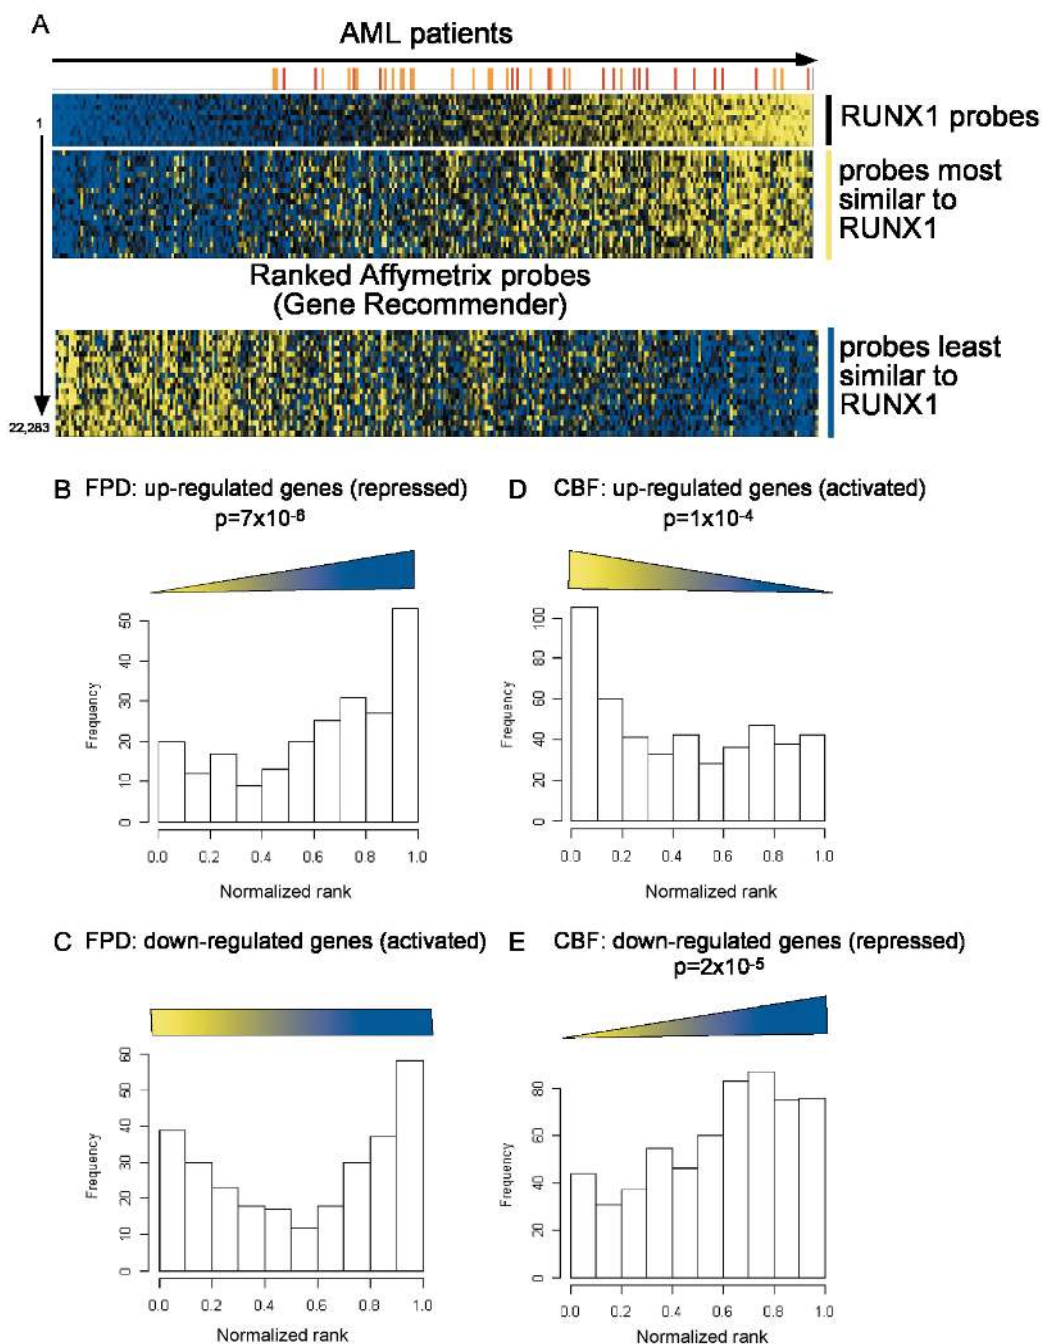 A
AML patients
1
RUNX1 probes
probes most
similar to
RUNX1
Ranked Affymetrix probes
(Gene Recommender)
probes least
similar to
RUNX1
22,283
B FPD: up-regulated genes (repressed)
p=7x10-6
Frequency
50
40
30
20
10
0
0.0 0.2 0.4 0.6 0.8 1.0
Normalized rank
D CBF: up-regulated genes (activated)
p=1x10-4
Frequency
100
80
60
40
20
0
0.0 0.2 0.4 0.6 0.8 1.0
Normalized rank
C FPD: down-regulated genes (activated)
Frequency
60
50
40
30
20
10
0
0.0 0.2 0.4 0.6 0.8 1.0
Normalized rank
E CBF: down-regulated genes (repressed)
p=2x10-5
Frequency
80
60
40
20
0
0.0 0.2 0.4 0.6 0.8 1.0
Normalized rank